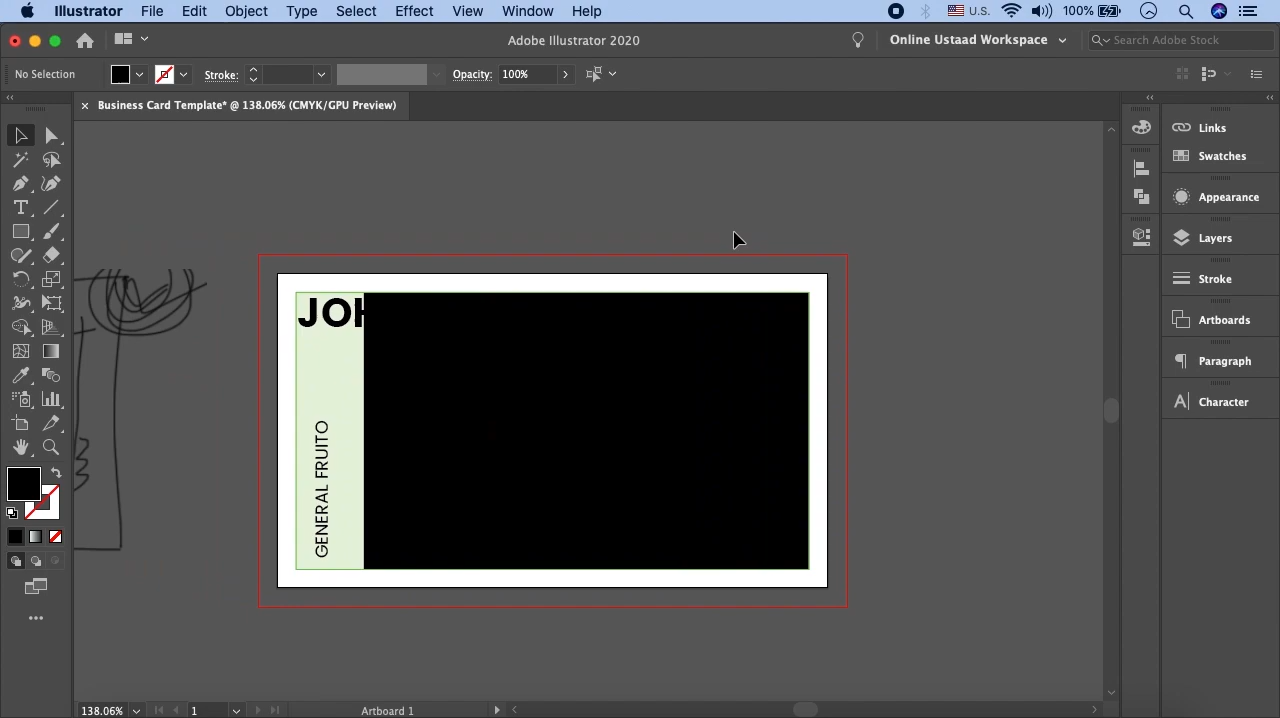 Illustrator File Edit Object Type Select Effect View Window Help U.S. 100%
Adobe Illustrator 2020 Online Ustaad Workspace Search Adobe Stock
No Selection Stroke: Opacity: 100%
× Business Card Template* @ 138.06% (CMYK/GPU Preview)
Links
Swatches
Appearance
Layers
Stroke
Artboards
Paragraph
Character
JOH
GENERAL FRUITO
138.06% 1 Artboard 1